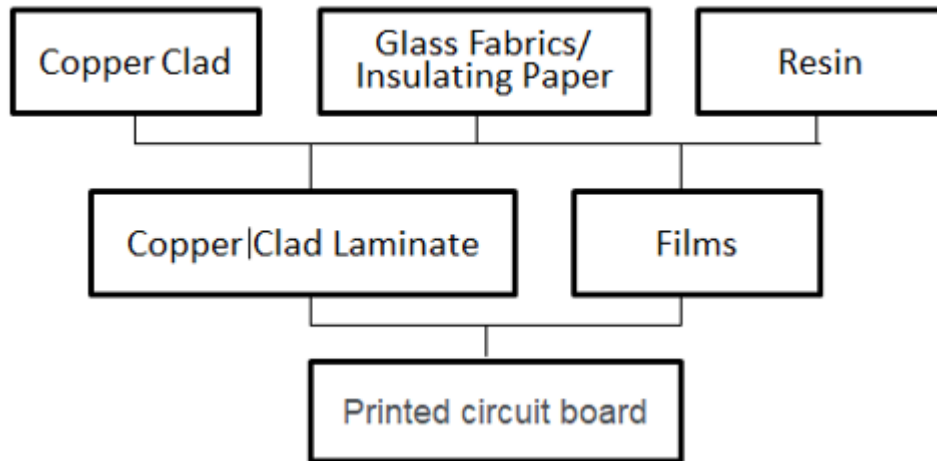 Copper Clad
Glass Fabrics/
Insulating Paper
Resin
Copper Clad Laminate
Films
Printed circuit board